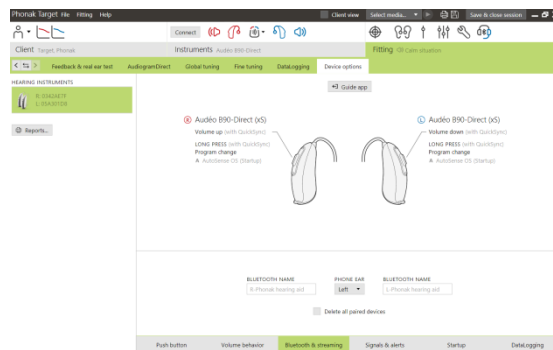 Phonak Target File Fitting Help Client view Select media... Save & close session
Connect
Client Target, Phonak Instruments Audéo B90-Direct Fitting Calm situation
Feedback & real ear test AudiogramDirect Global tuning Fine tuning DataLogging Device options
HEARING INSTRUMENTS
Guide app
Reports...
R Audéo B90-Direct (xS) L Audéo B90-Direct (xS)
Volume up (with QuickSync) Volume down (with QuickSync)
LONG PRESS (with QuickSync) LONG PRESS (with QuickSync)
Program change Program change
AutoSense OS (Startup) AutoSense OS (Startup)
BLUETOOTH NAME PHONE EAR BLUETOOTH NAME
R-Phonak hearing aid Left L-Phonak hearing aid
Delete all paired devices
Push button Volume behavior Bluetooth & streaming Signals & alerts Startup DataLogging